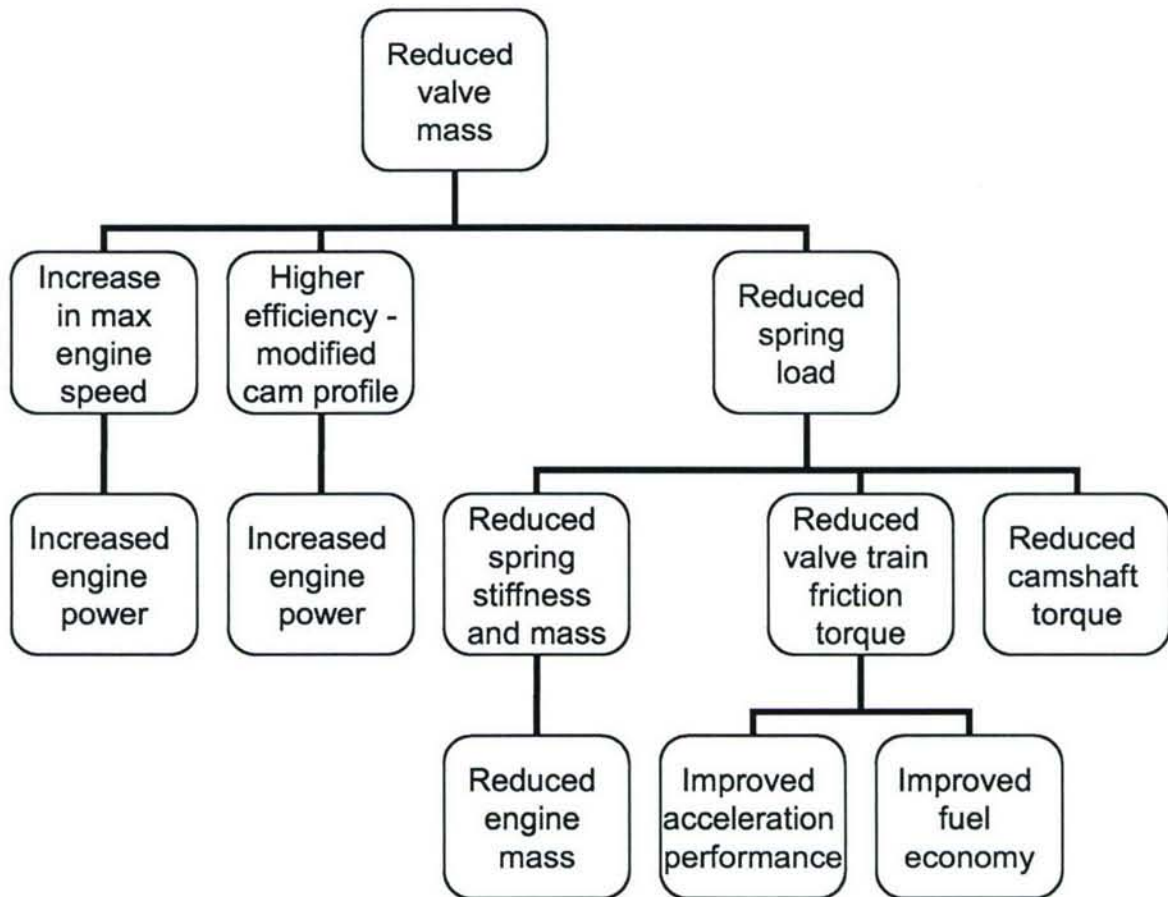 Reduced
valve
mass
Increase
in max
engine
speed
Higher
efficiency -
modified
cam profile
Reduced
spring
load
Increased
engine
power
Increased
engine
power
Reduced
spring
stiffness
and mass
Reduced
valve train
friction
torque
Reduced
camshaft
torque
Reduced
engine
mass
Improved
acceleration
performance
Improved
fuel
economy